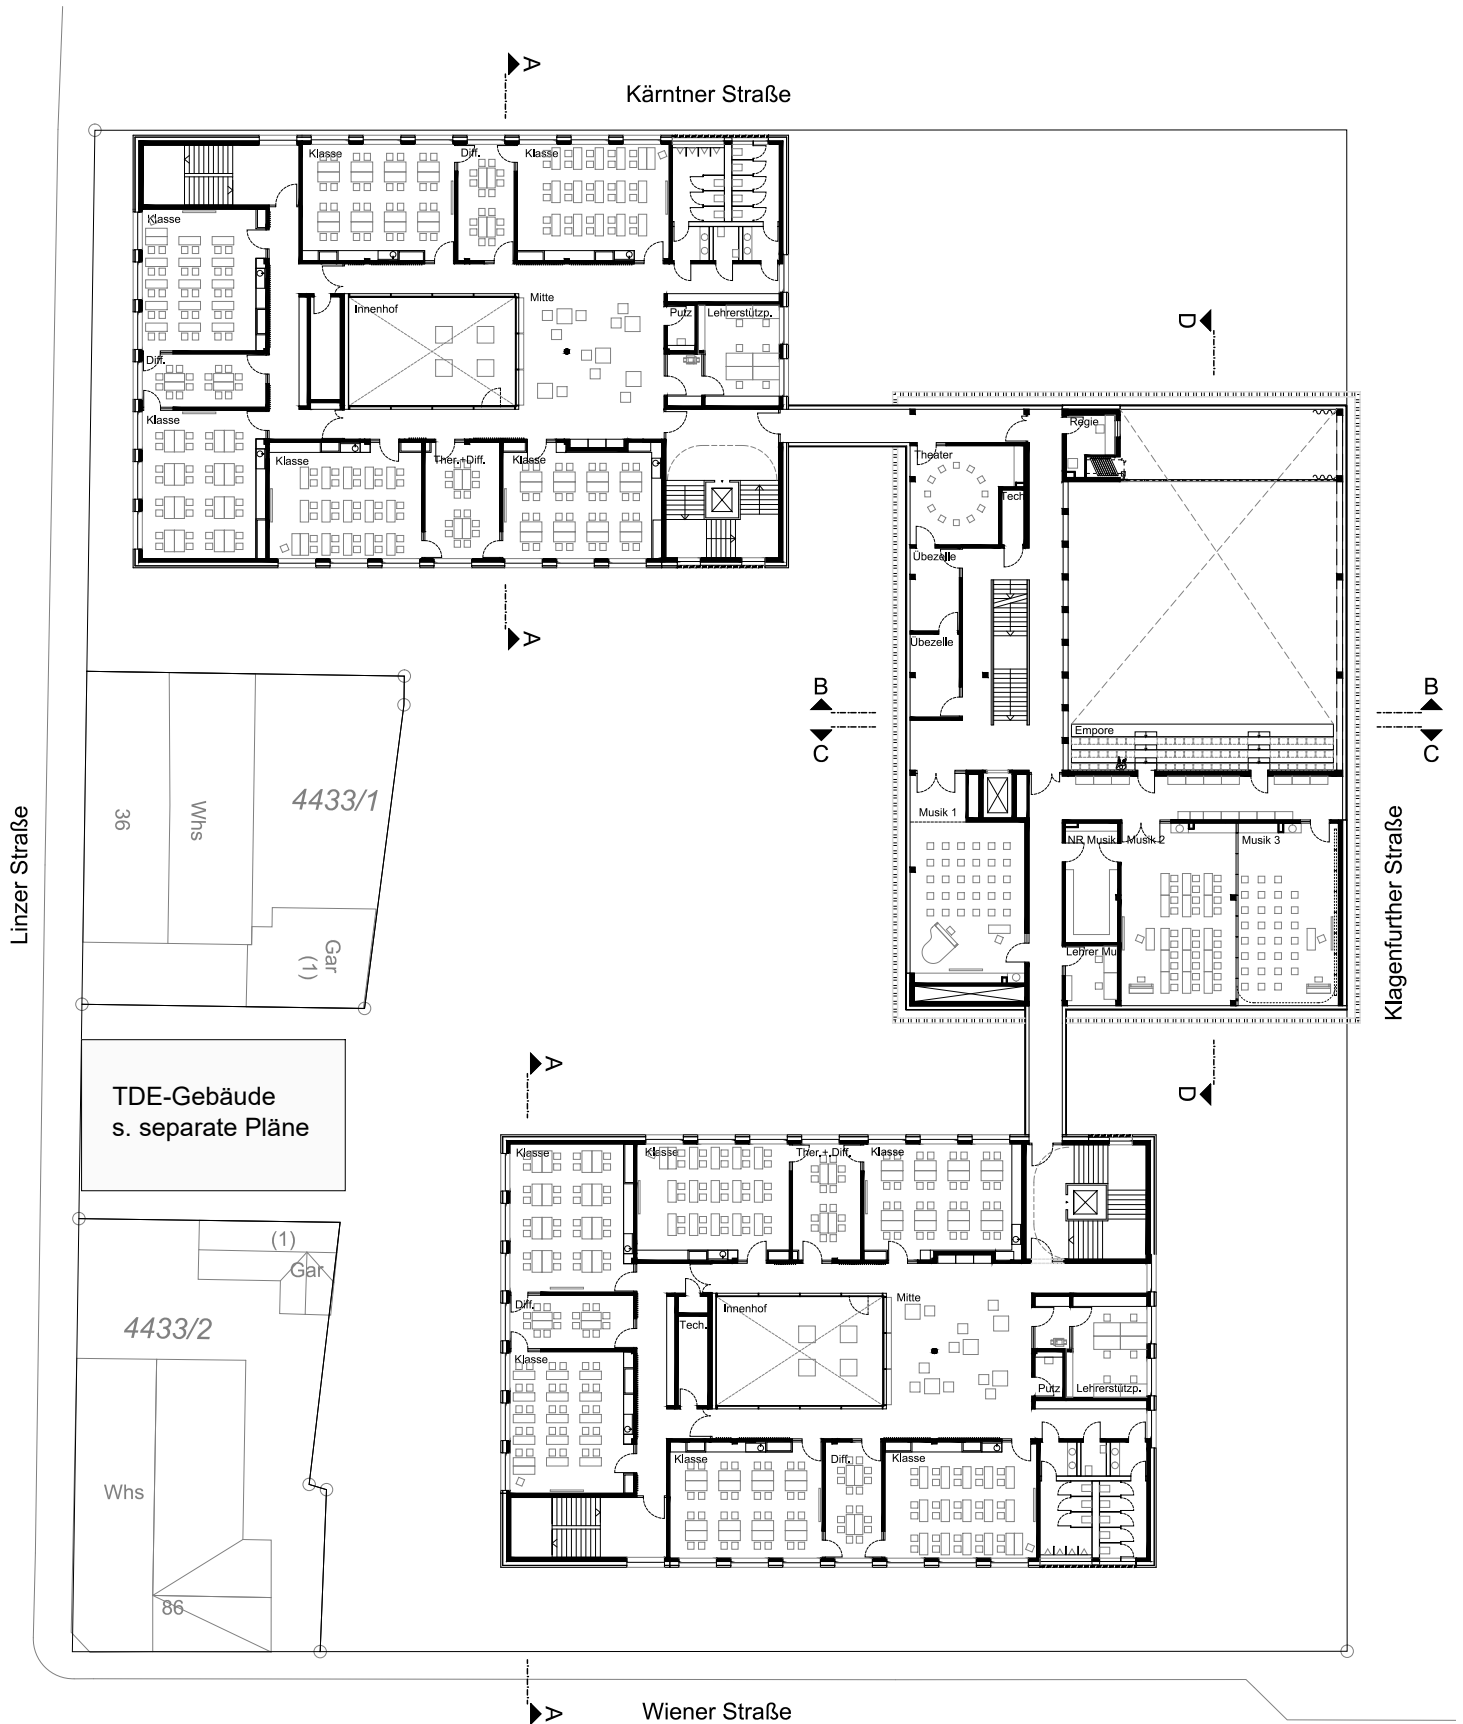 A
Kärntner Straße
Klasse
Diff.
Klasse
Klasse
Innenhof
Mitte
Putz
Lehrerstützp.
D
Diff.
Klasse
Klasse
Ther.+Diff.
Klasse
Regie
Theater
Tech
Übezelle
A
Übezelle
B
B
C
C
Empore
4433/1
36
Whs
Linzer Straße
Musik 1
NR Musik
Musik 2
Musik 3
Klagenfurther Straße
Gar
(1)
Lehrer Mu
TDE-Gebäude
s. separate Pläne
A
D
Klasse
Klasse
Ther.+.Diff.
Klasse
(1)
Gar
4433/2
Diff.
Tech.
Innenhof
Mitte
Klasse
Putz
Lehrerstützp.
Klasse
Diff.
Klasse
Whs
86
A
Wiener Straße